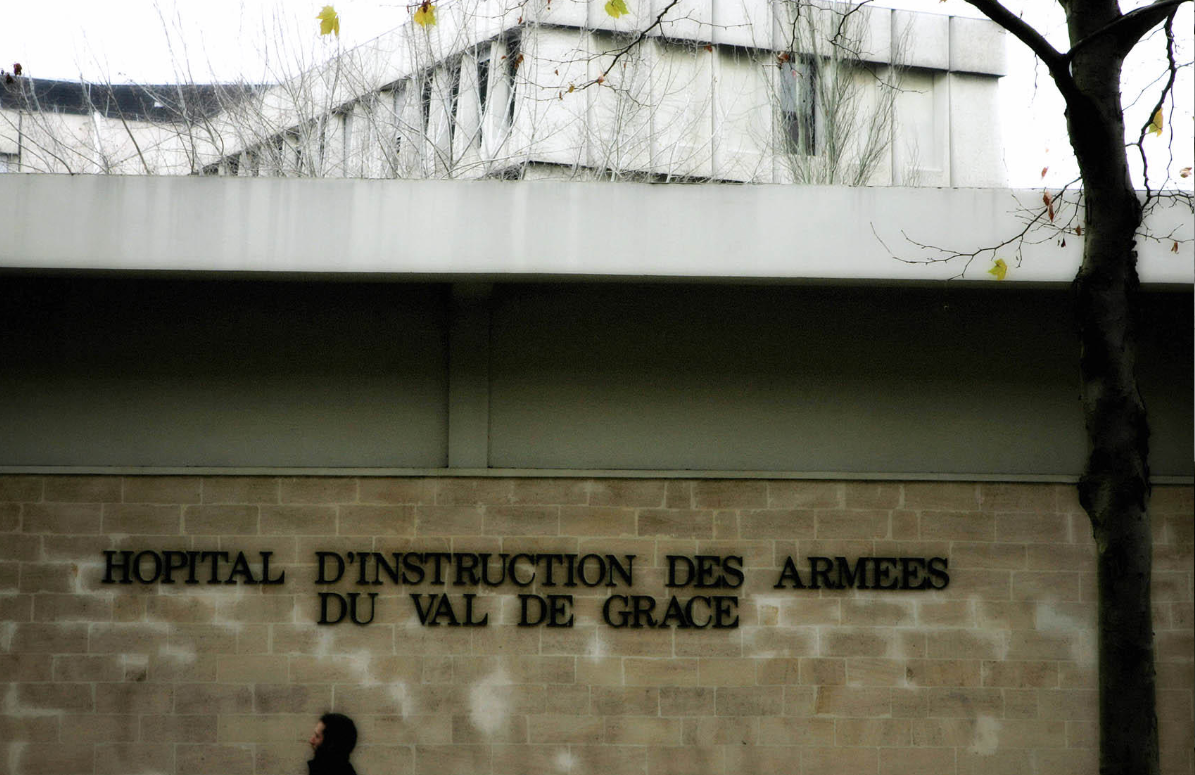 HOPITAL D'INSTRUCTION DES ARMEES
DU VAL DE GRACE